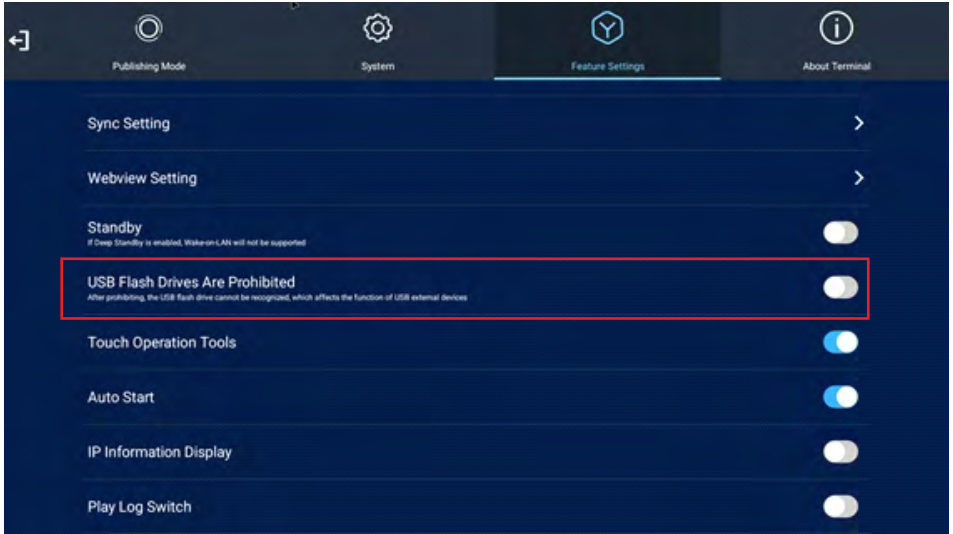 Publishing Mode
System
Feature Settings
About Terminal
Sync Setting
Webview Setting
Standby
If Deep Standby is enabled, Wake-on-LAN will not be supported
USB Flash Drives Are Prohibited
After prohibiting, the USB flash drive cannot be recognized, which affects the function of USB external devices
Touch Operation Tools
Auto Start
IP Information Display
Play Log Switch